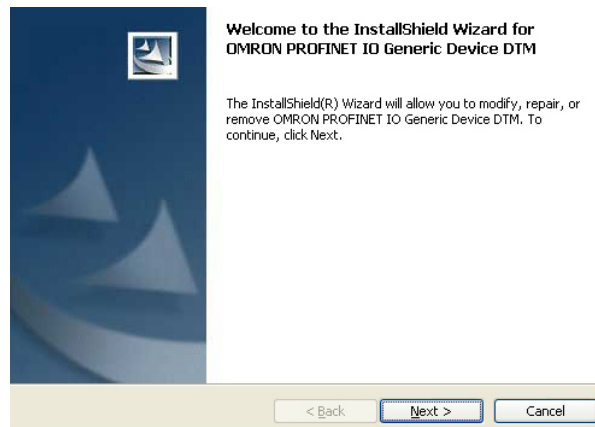 Welcome to the InstallShield Wizard for
OMRON PROFINET IO Generic Device DTM
The InstallShield(R) Wizard will allow you to modify, repair, or
remove OMRON PROFINET IO Generic Device DTM. To
continue, click Next.
< Back Next > Cancel